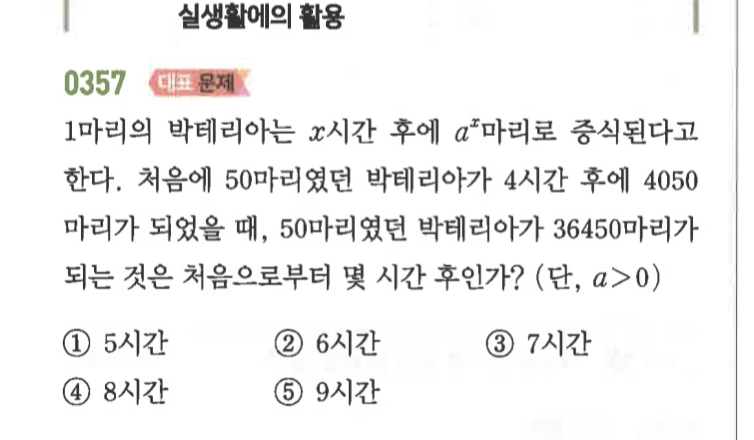 실생활에의 활용
0357 대표 문제
1마리의 박테리아는 x시간 후에 aˣ마리로 증식된다고
한다. 처음에 50마리였던 박테리아가 4시간 후에 4050
마리가 되었을 때, 50마리였던 박테리아가 36450마리가
되는 것은 처음으로부터 몇 시간 후인가? (단, a>0)
① 5시간 ② 6시간 ③ 7시간
④ 8시간 ⑤ 9시간